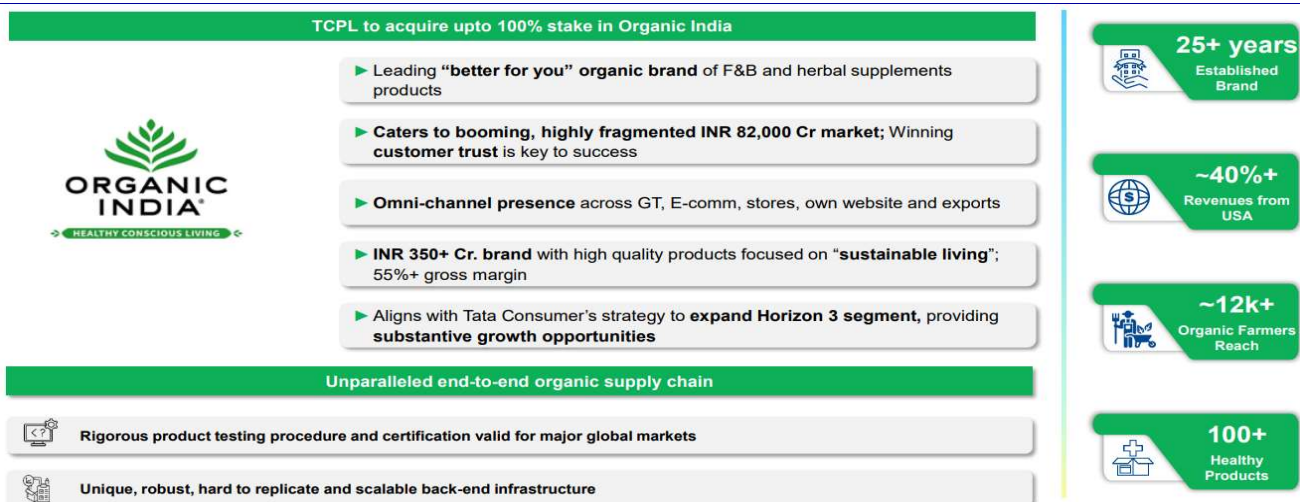 TCPL to acquire upto 100% stake in Organic India
ORGANIC
INDIA®
HEALTHY CONSCIOUS LIVING
► Leading “better for you” organic brand of F&B and herbal supplements
products
► Caters to booming, highly fragmented INR 82,000 Cr market; Winning
customer trust is key to success
► Omni-channel presence across GT, E-comm, stores, own website and exports
► INR 350+ Cr. brand with high quality products focused on “sustainable living”;
55%+ gross margin
► Aligns with Tata Consumer’s strategy to expand Horizon 3 segment, providing
substantive growth opportunities
Unparalleled end-to-end organic supply chain
Rigorous product testing procedure and certification valid for major global markets
Unique, robust, hard to replicate and scalable back-end infrastructure
25+ years
Established
Brand
~40%+
Revenues from
USA
~12k+
Organic Farmers
Reach
100+
Healthy
Products